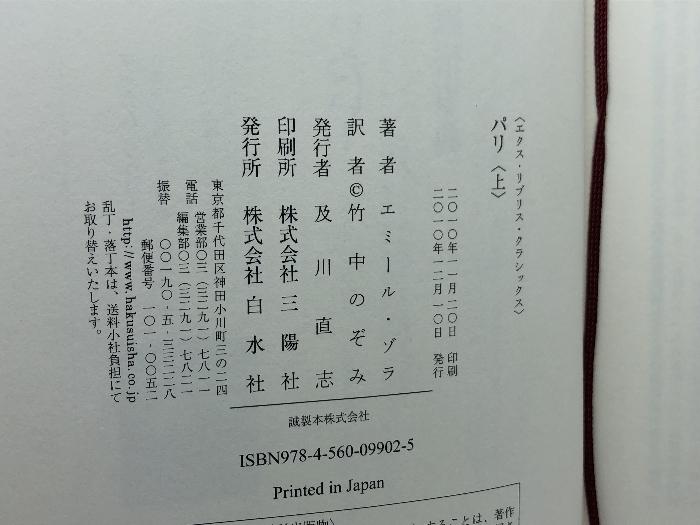 〈エクス・リブリス・クラシックス〉
パリ〈上〉
二〇一〇年一一月二〇日 印刷
二〇一〇年一二月一〇日 発行
著者 エミール・ゾラ
訳者©竹中のぞみ
発行者 及川直志
印刷所 株式会社三陽社
発行所 株式会社白水社
東京都千代田区神田小川町三の二四
電話 営業部〇三(三二九一)七八一一
編集部〇三(三二九一)七八二一
振替 〇〇一九〇-五-三三二二八
郵便番号 一〇一-〇〇五二
http://www.hakusuisha.co.jp
乱丁・落丁本は、送料小社負担にて
お取り替えいたします。
誠製本株式会社
ISBN978-4-560-09902-5
Printed in Japan
することは、著作